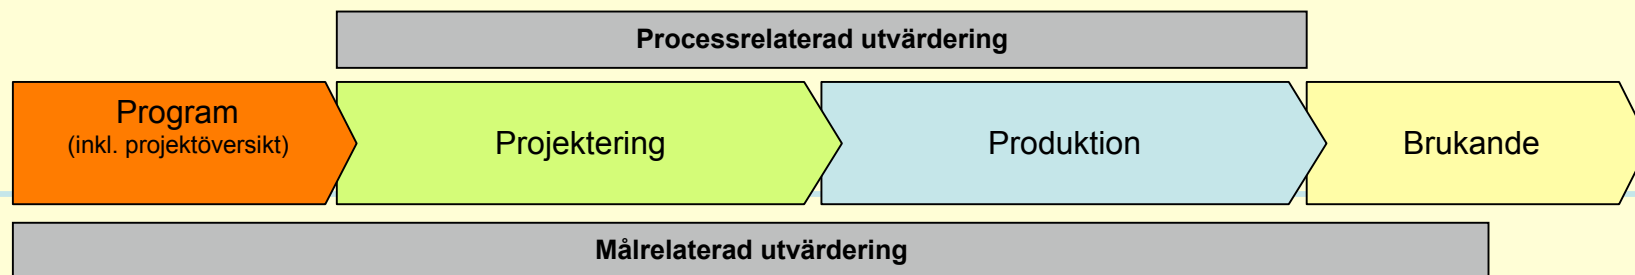 Processrelaterad utvärdering
Program
(inkl. projektöversikt)
Projektering
Produktion
Brukande
Målrelaterad utvärdering